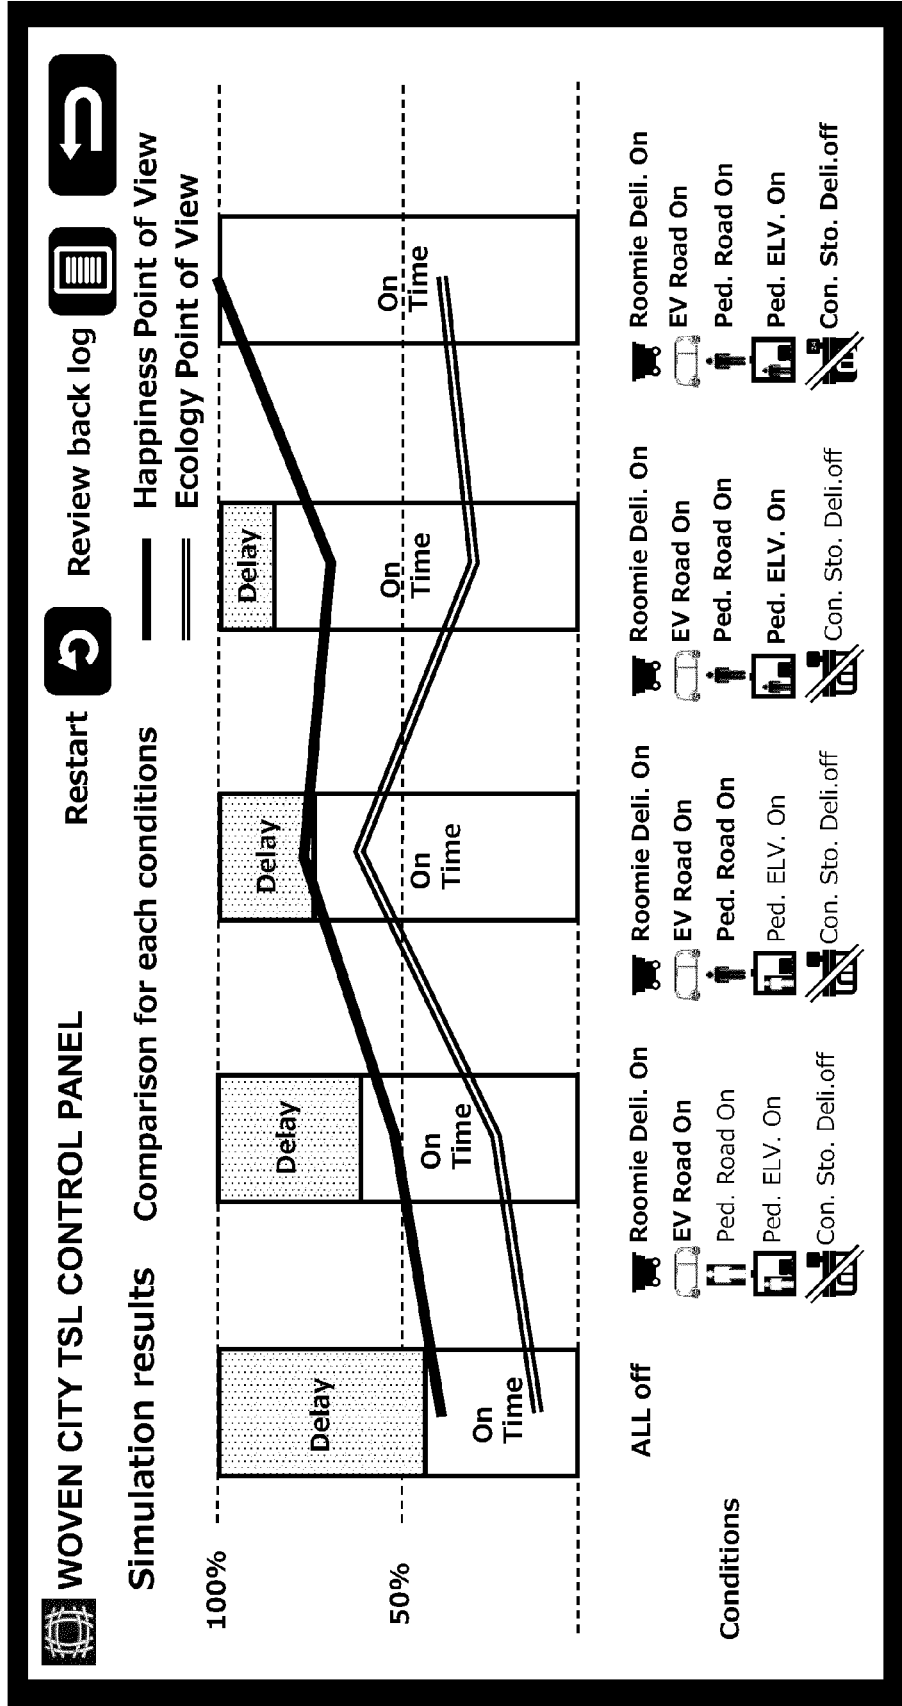 WOVEN CITY TSL CONTROL PANEL
Restart
Review back log
Simulation results
Comparison for each conditions
Happiness Point of View
Ecology Point of View
100%
50%
Delay
On
Time
Delay
On
Time
Delay
On
Time
Delay
On
Time
On
Time
Conditions
ALL off
Roomie Deli. On
EV Road On
Ped. Road On
Ped. ELV. On
Con. Sto. Deli.off
Roomie Deli. On
EV Road On
Ped. Road On
Ped. ELV. On
Con. Sto. Deli.off
Roomie Deli. On
EV Road On
Ped. Road On
Ped. ELV. On
Con. Sto. Deli.off
Roomie Deli. On
EV Road On
Ped. Road On
Ped. ELV. On
Con. Sto. Deli.off